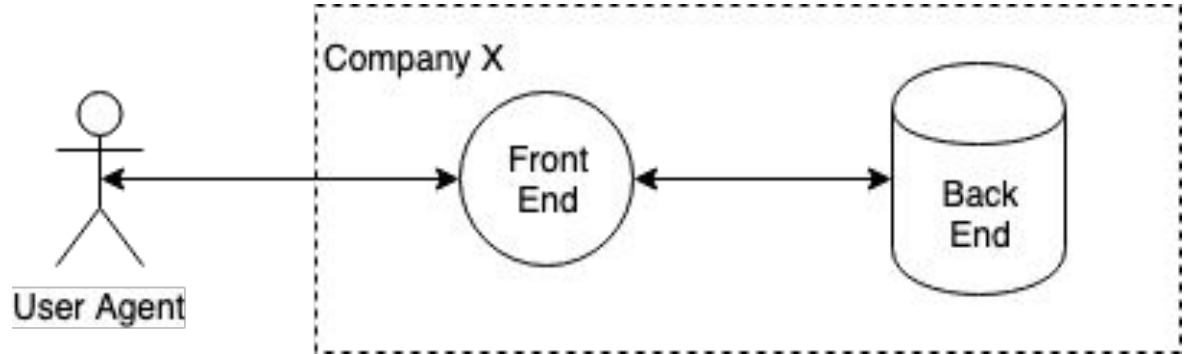 Company X
Front
End
Back
End
User Agent